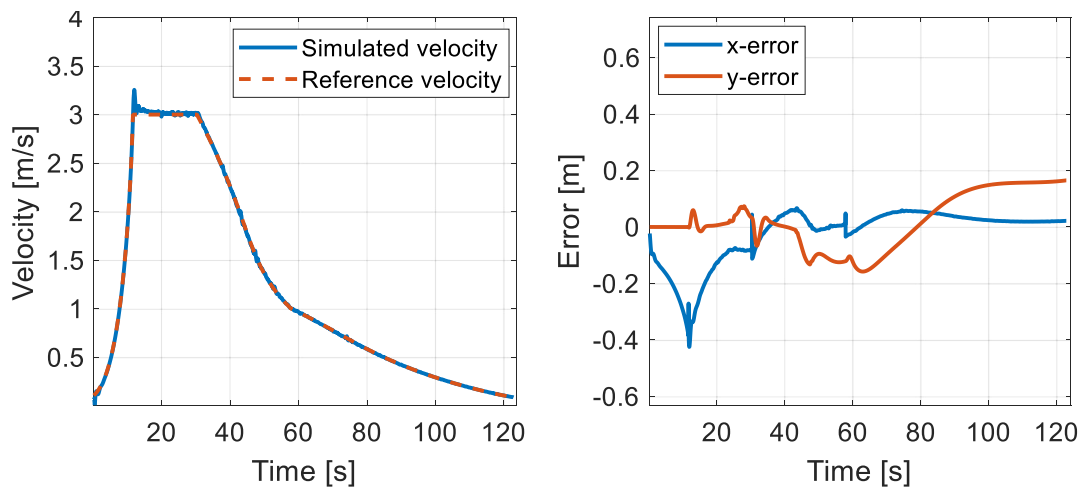 4
3.5
3
2.5
2
1.5
1
0.5
20 40 60 80 100 120
Velocity [m/s]
Time [s]
Simulated velocity
Reference velocity
0.6
0.4
0.2
0
-0.2
-0.4
-0.6
20 40 60 80 100 120
Error [m]
Time [s]
x-error
y-error